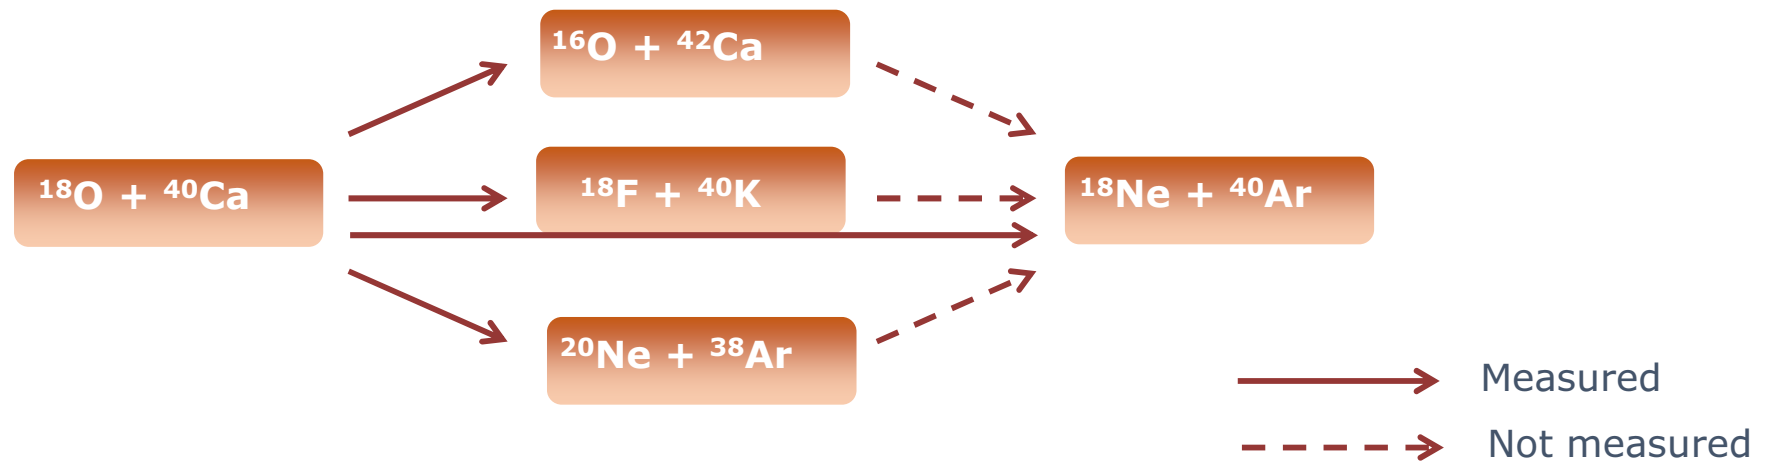 ¹⁶O + ⁴²Ca
¹⁸O + ⁴⁰Ca
¹⁸F + ⁴⁰K
¹⁸Ne + ⁴⁰Ar
²⁰Ne + ³⁸Ar
Measured
Not measured